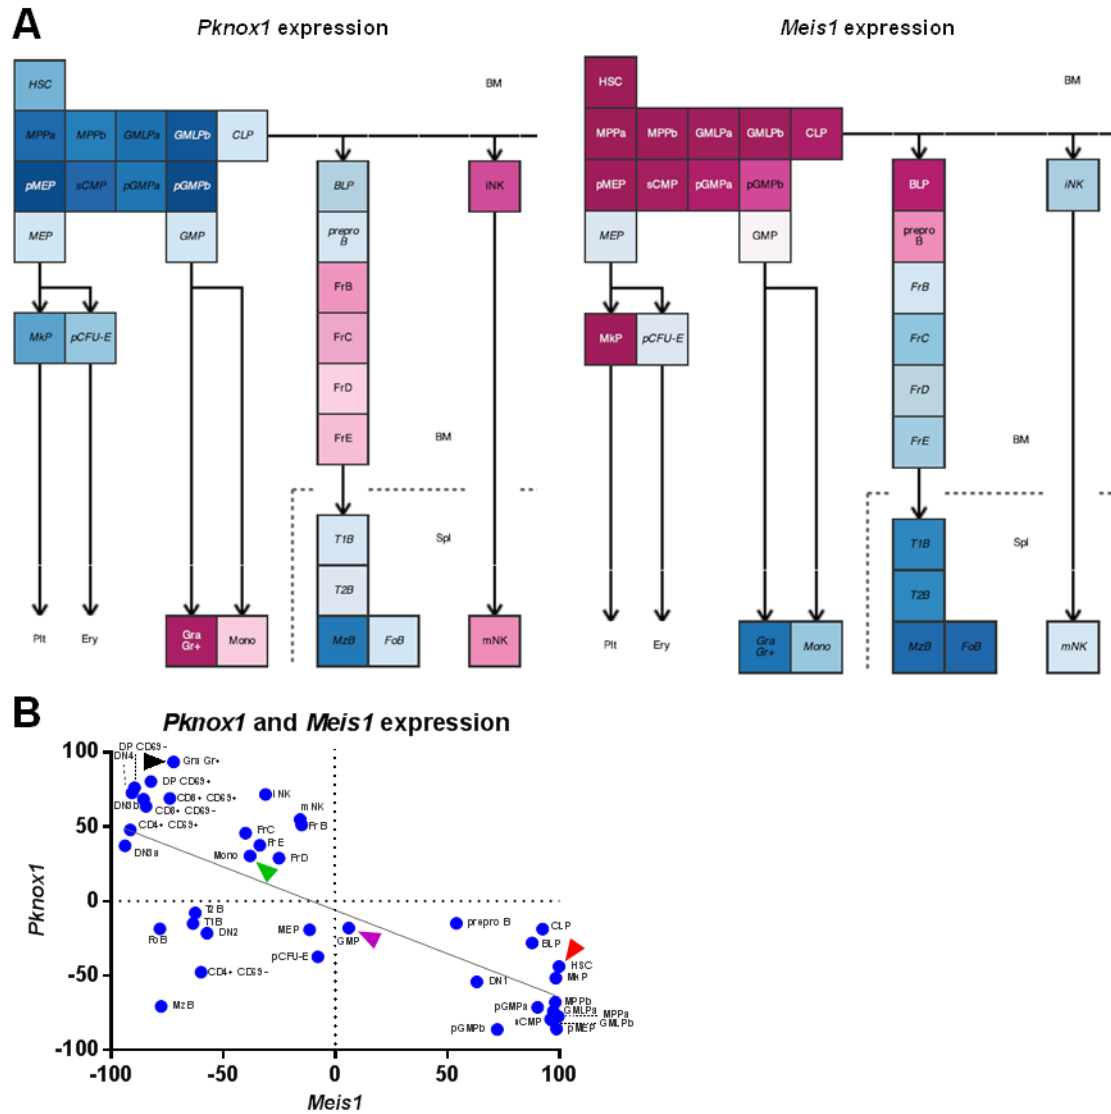 A
Pknox1 expression
HSC
BM
MPPa MPPb GMLPa GMLPb CLP
pMEP sCMP pGMPa pGMPb
BLP
iNK
MEP GMP
prepro
B
FrB
MkP pCFU-E
FrC
FrD
FrE
BM
T1B
Spl
T2B
Plt Ery
Gra
Gr+
Mono
MzB FoB
mNK
Meis1 expression
HSC
BM
MPPa MPPb GMLPa GMLPb CLP
pMEP sCMP pGMPa pGMPb
BLP
iNK
MEP GMP
prepro
B
FrB
MkP pCFU-E
FrC
FrD
FrE
BM
T1B
Spl
T2B
Plt Ery
Gra
Gr+
Mono
MzB FoB
mNK
B
Pknox1 and Meis1 expression
Pknox1
100
50
0
-50
-100
DP CD69-
DN4
Gra Gr+
DP CD69+
DN3b
CD8+ CD69+
CD8+ CD69-
CD4+ CD69+
DN3a
iNK
mNK
FrB
FrC
FrE
Mono
FrD
T2B
T1B
FoB
DN2
MEP
GMP
pCFU-E
CD4+ CD69-
MzB
prepro B
CLP
BLP
HSC
MkP
DN1
MPPb
pGMPa
GMLPa
MPPa
sCMP
GMLPb
pGMPb
pMEP
-100 -50 0 50 100
Meis1